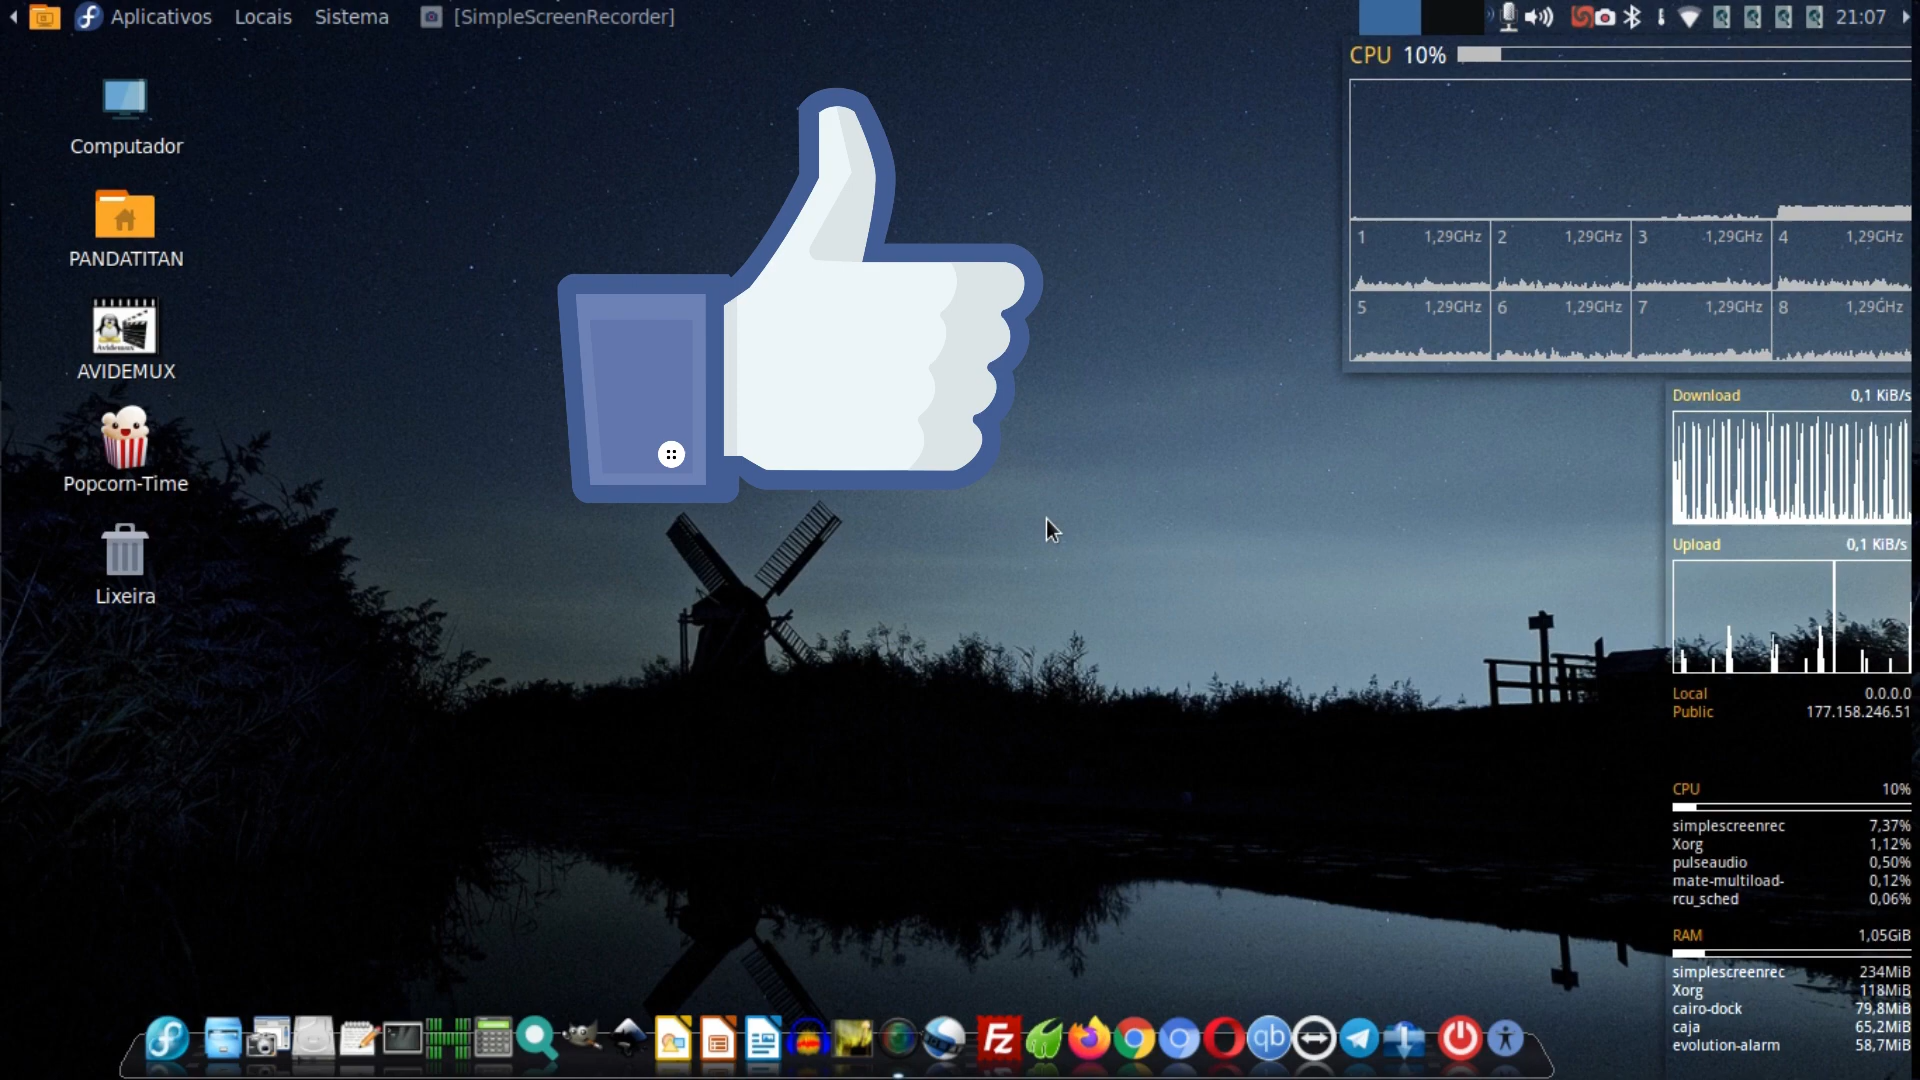 Aplicativos Locais Sistema [SimpleScreenRecorder] 21:07
Computador
PANDATITAN
Avidemux
AVIDEMUX
Popcorn-Time
Lixeira
CPU 10%
1 1,29GHz 2 1,29GHz 3 1,29GHz 4 1,29GHz
5 1,29GHz 6 1,29GHz 7 1,29GHz 8 1,29GHz
Download 0,1 KiB/s
Upload 0,1 KiB/s
Local 0.0.0.0
Public 177.158.246.51
CPU 10%
simplescreenrec 7,37%
Xorg 1,12%
pulseaudio 0,50%
mate-multiload- 0,12%
rcu_sched 0,06%
RAM 1,05GiB
simplescreenrec 234MiB
Xorg 118MiB
cairo-dock 79,8MiB
caja 65,2MiB
evolution-alarm 58,7MiB
FZ qb